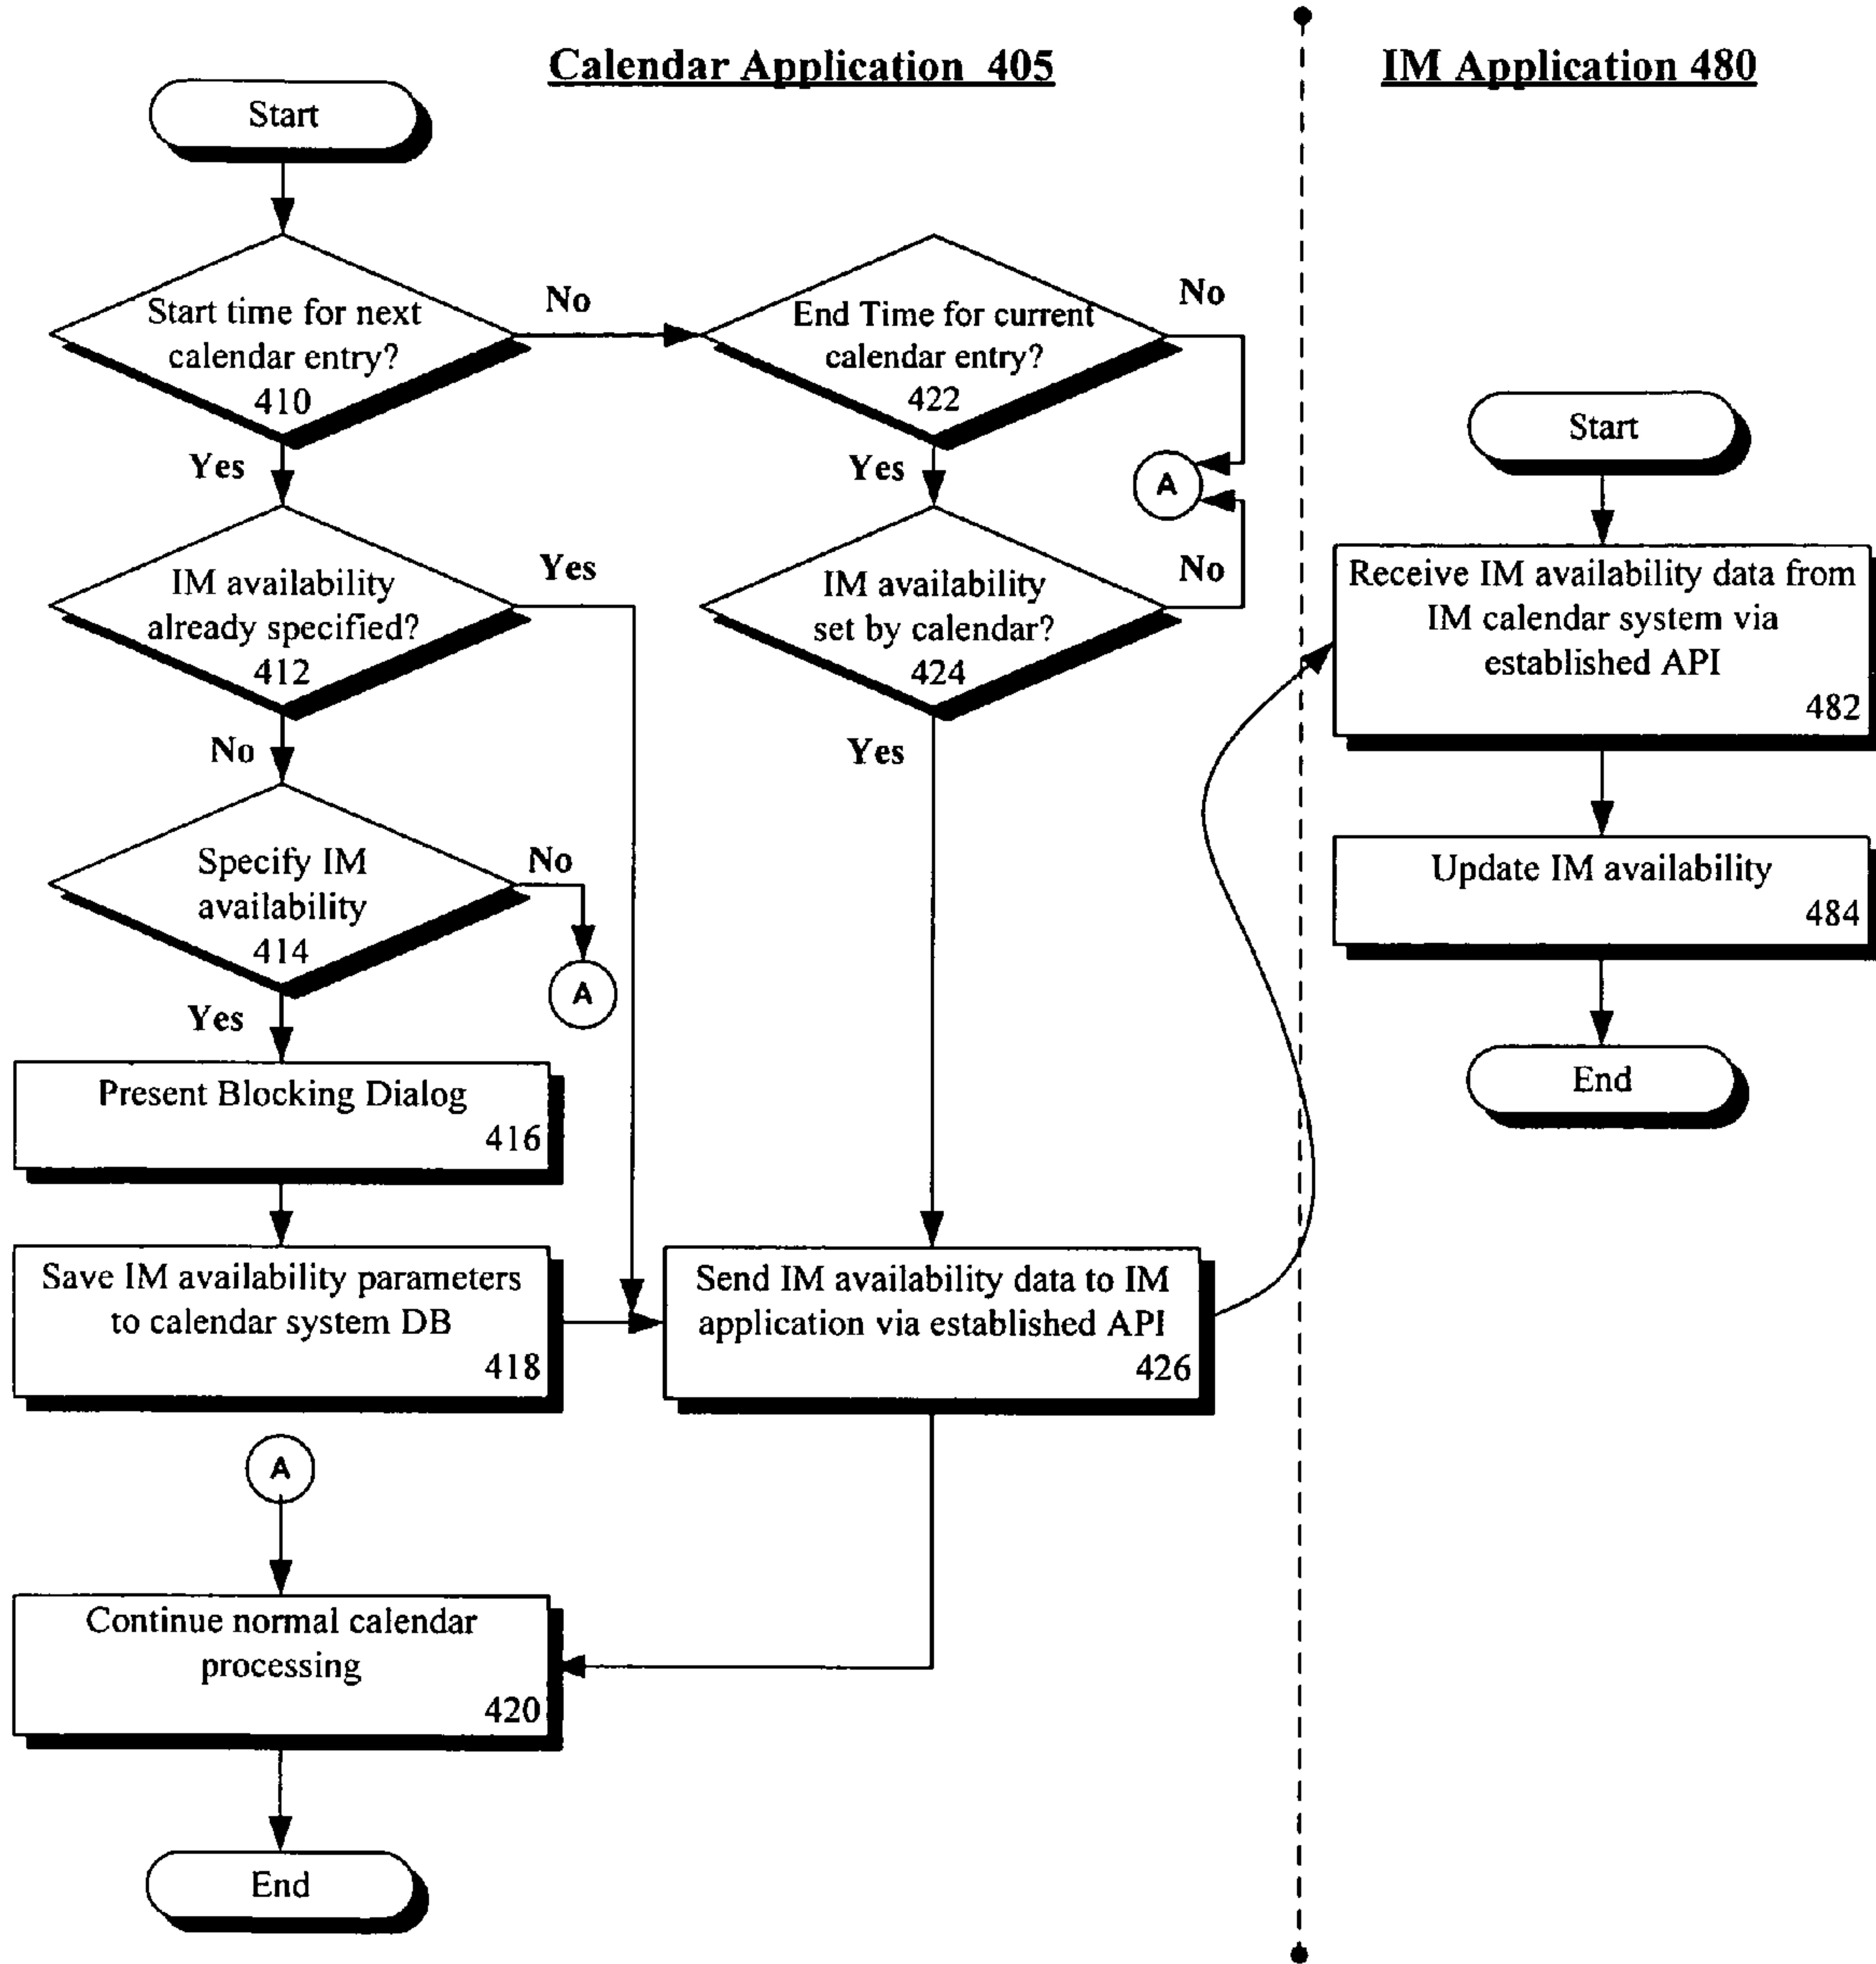 Calendar Application 405
IM Application 480
Start
Start time for next
calendar entry?
410
No
End Time for current
calendar entry?
422
No
Yes
Yes
A
IM availability
already specified?
412
Yes
IM availability
set by calendar?
424
No
No
Yes
Specify IM
availability
414
No
A
Yes
Present Blocking Dialog
416
Save IM availability parameters
to calendar system DB
418
Send IM availability data to IM
application via established API
426
A
Continue normal calendar
processing
420
End
Start
Receive IM availability data from
IM calendar system via
established API
482
Update IM availability
484
End